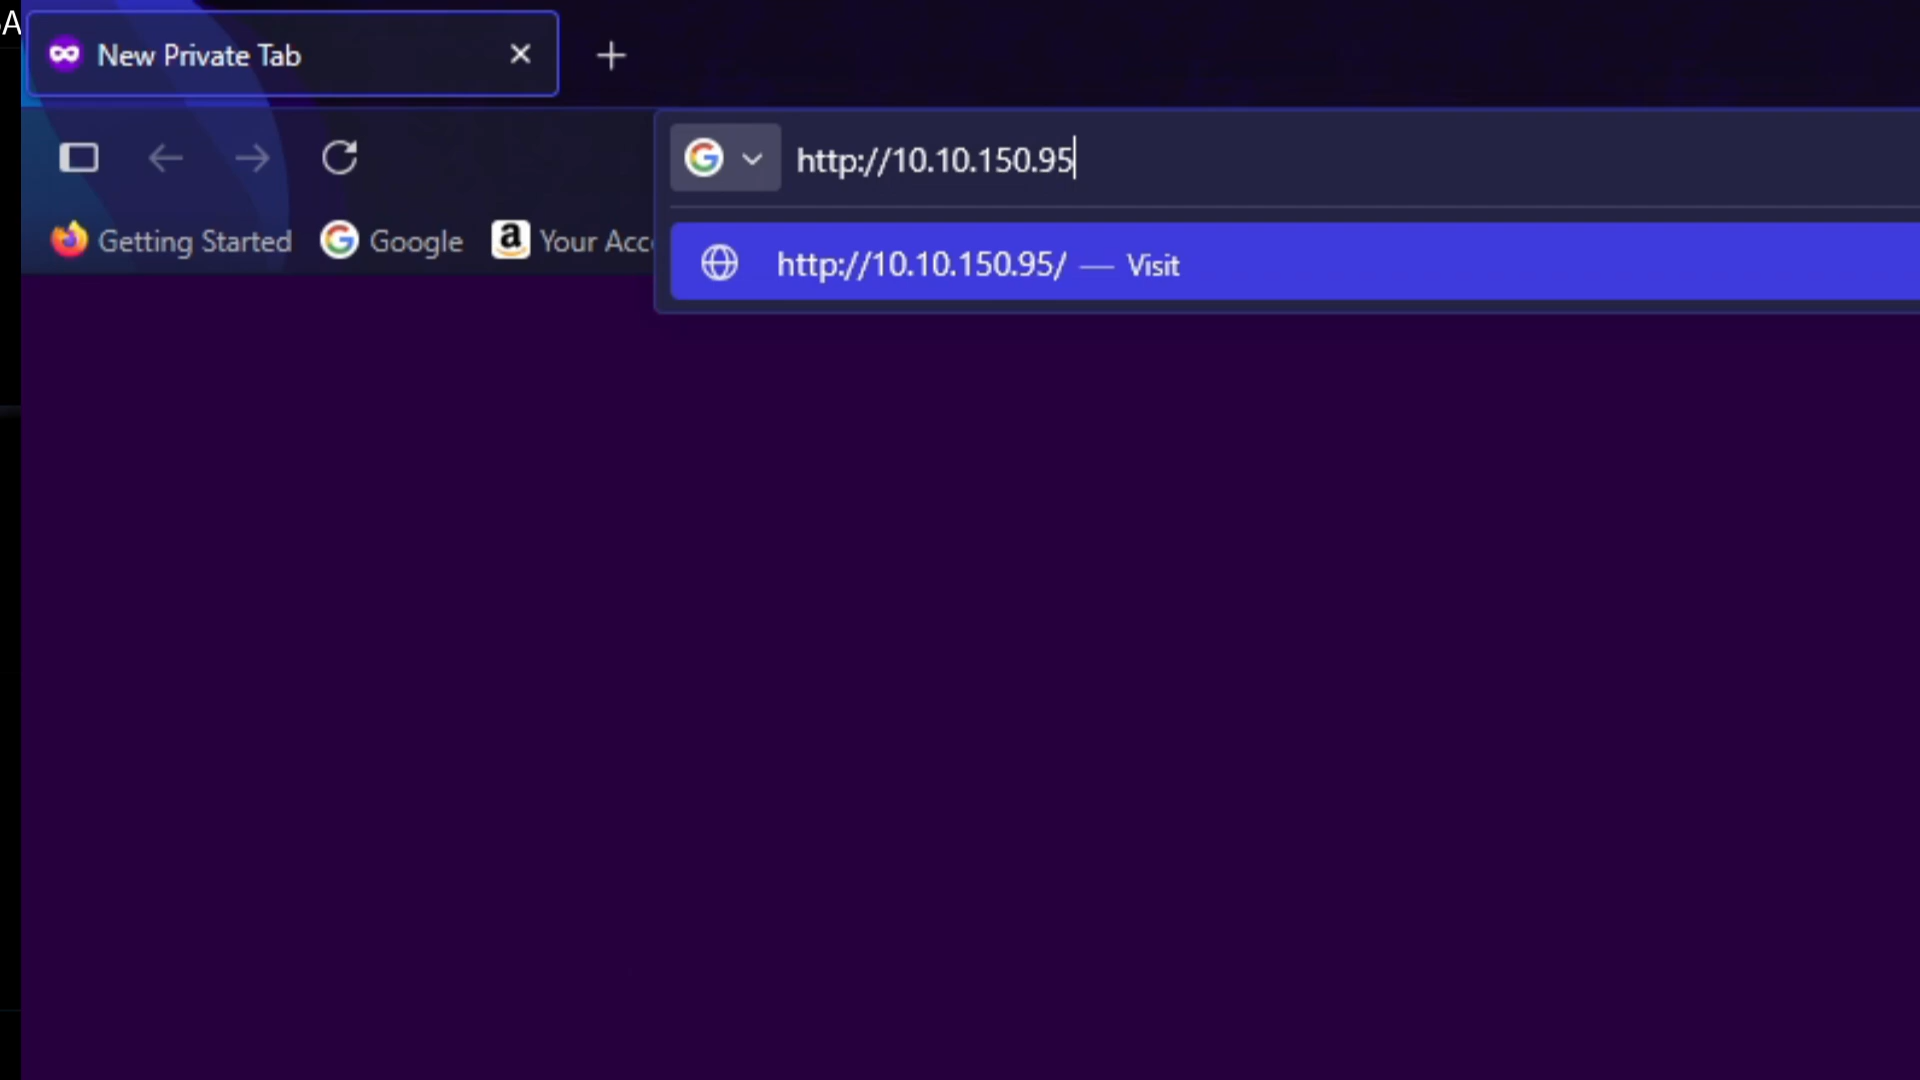 A
New Private Tab
http://10.10.150.95
Getting Started
Google
Your Acc
http://10.10.150.95/ — Visit